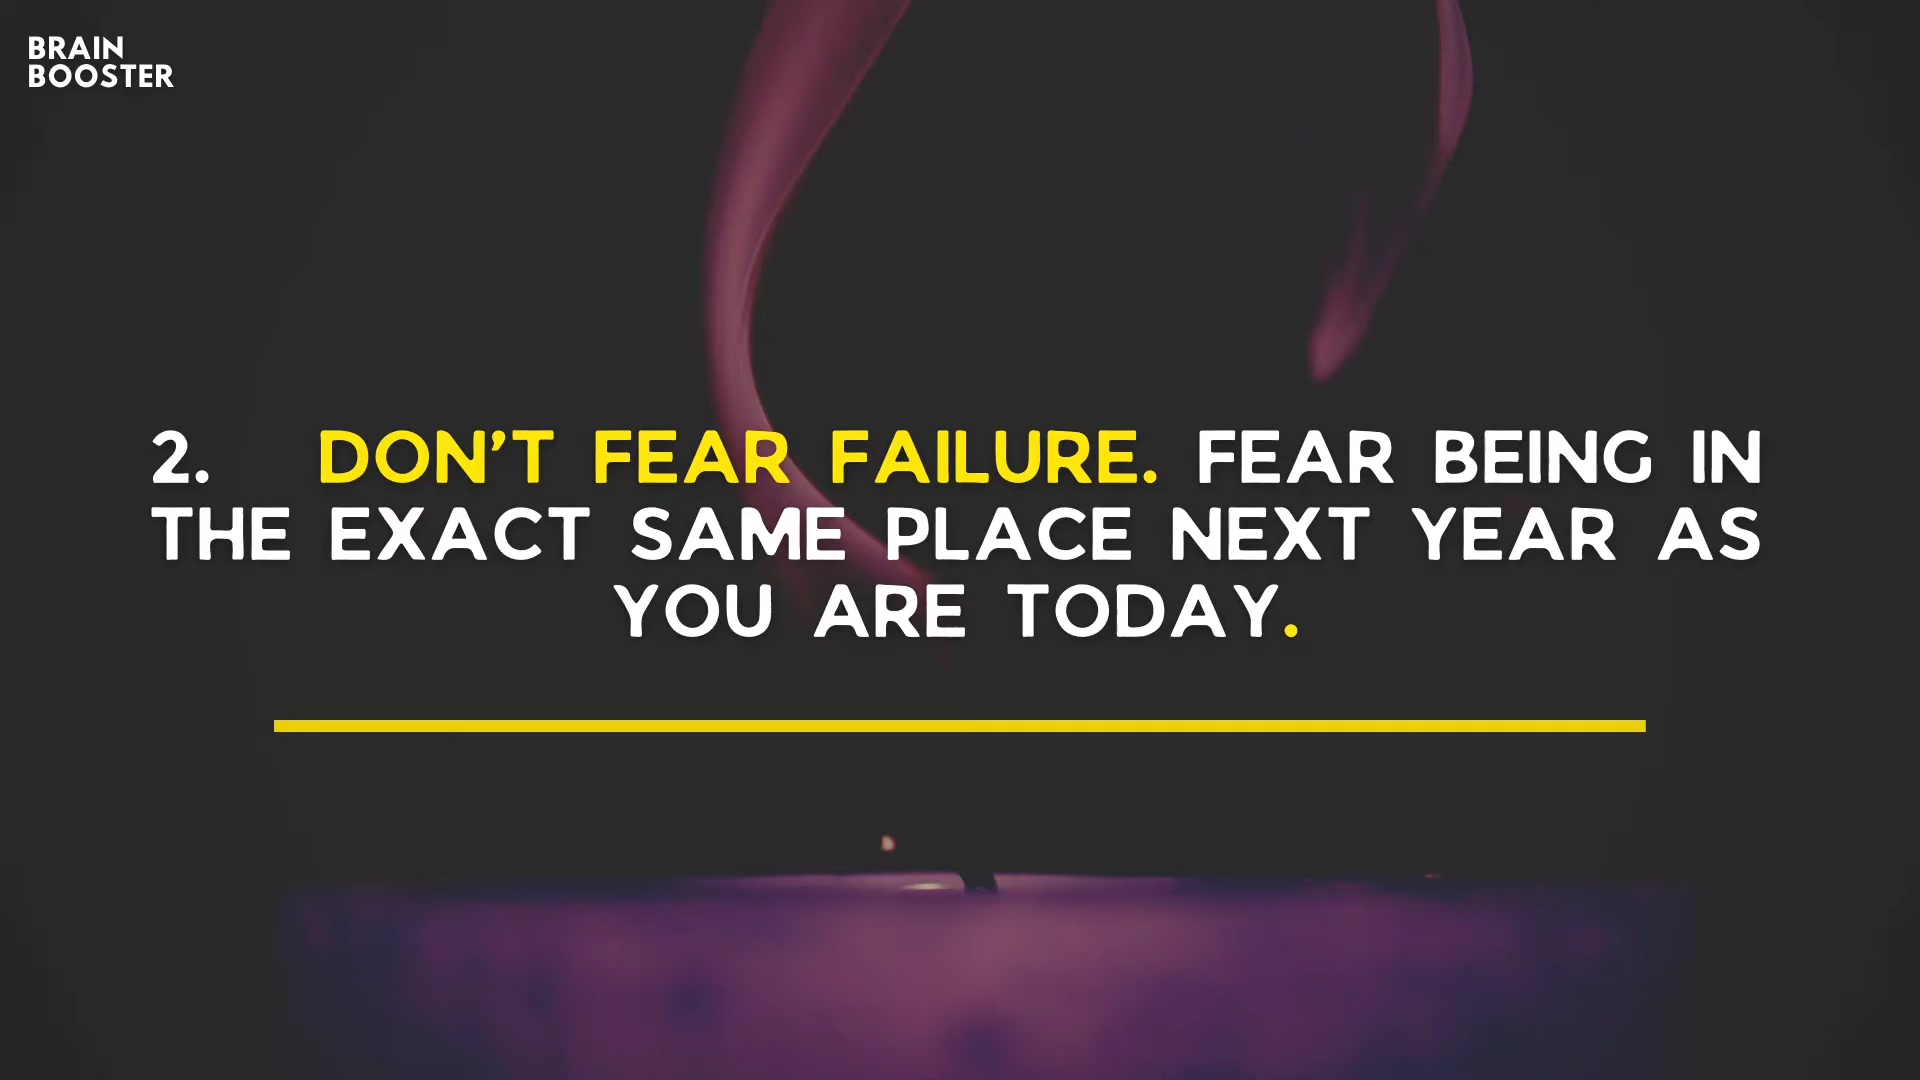 BRAIN
BOOSTER
2. DON’T FEAR FAILURE. FEAR BEING IN
THE EXACT SAME PLACE NEXT YEAR AS
YOU ARE TODAY.